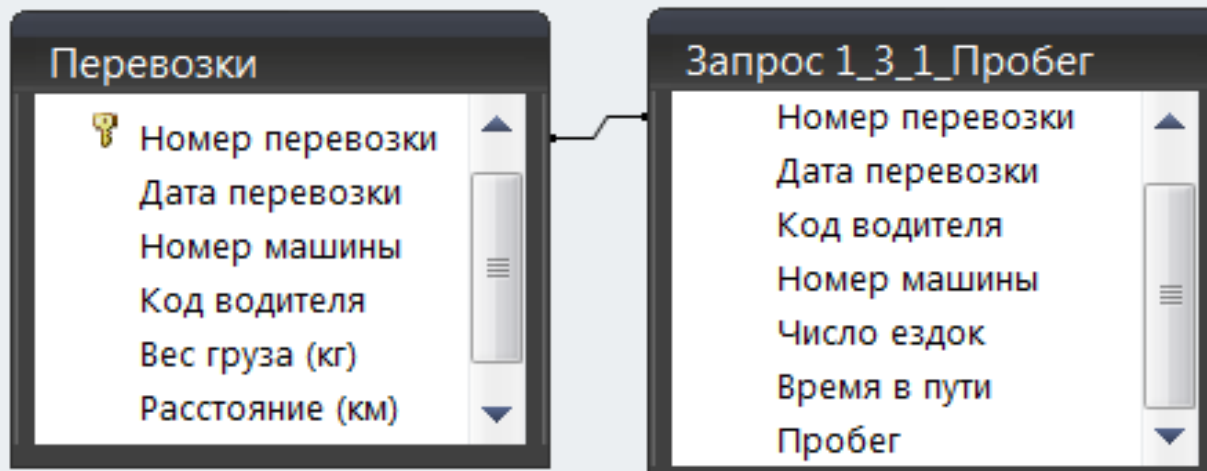 Перевозки
Номер перевозки
Дата перевозки
Номер машины
Код водителя
Вес груза (кг)
Расстояние (км)
Запрос 1_3_1_Пробег
Номер перевозки
Дата перевозки
Код водителя
Номер машины
Число ездок
Время в пути
Пробег